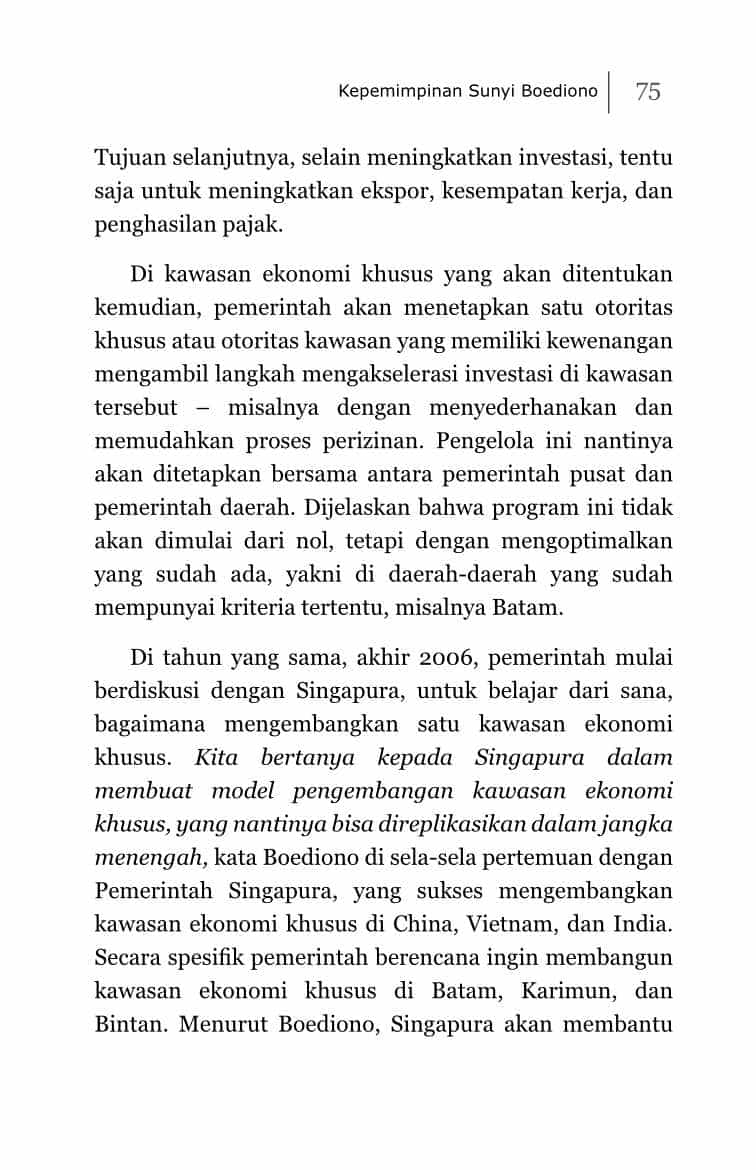 Kepemimpinan Sunyi Boediono 75
Tujuan selanjutnya, selain meningkatkan investasi, tentu
saja untuk meningkatkan ekspor, kesempatan kerja, dan
penghasilan pajak.
Di kawasan ekonomi khusus yang akan ditentukan
kemudian, pemerintah akan menetapkan satu otoritas
khusus atau otoritas kawasan yang memiliki kewenangan
mengambil langkah mengakselerasi investasi di kawasan
tersebut – misalnya dengan menyederhanakan dan
memudahkan proses perizinan. Pengelola ini nantinya
akan ditetapkan bersama antara pemerintah pusat dan
pemerintah daerah. Dijelaskan bahwa program ini tidak
akan dimulai dari nol, tetapi dengan mengoptimalkan
yang sudah ada, yakni di daerah-daerah yang sudah
mempunyai kriteria tertentu, misalnya Batam.
Di tahun yang sama, akhir 2006, pemerintah mulai
berdiskusi dengan Singapura, untuk belajar dari sana,
bagaimana mengembangkan satu kawasan ekonomi
khusus. Kita bertanya kepada Singapura dalam
membuat model pengembangan kawasan ekonomi
khusus, yang nantinya bisa direplikasikan dalam jangka
menengah, kata Boediono di sela-sela pertemuan dengan
Pemerintah Singapura, yang sukses mengembangkan
kawasan ekonomi khusus di China, Vietnam, dan India.
Secara spesifik pemerintah berencana ingin membangun
kawasan ekonomi khusus di Batam, Karimun, dan
Bintan. Menurut Boediono, Singapura akan membantu